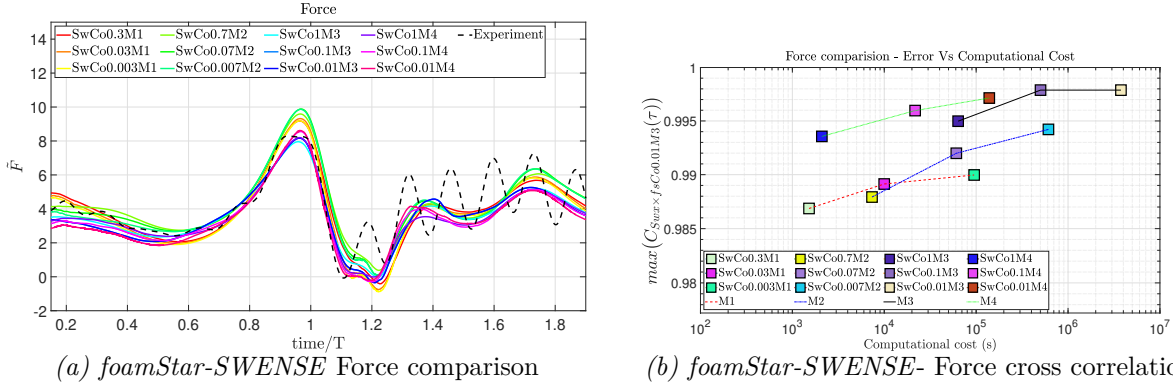 Force
SwCo0.3M1 SwCo0.7M2 SwCo1M3 SwCo1M4 Experiment
SwCo0.03M1 SwCo0.07M2 SwCo0.1M3 SwCo0.1M4
SwCo0.003M1 SwCo0.007M2 SwCo0.01M3 SwCo0.01M4
14
12
10
8
6
4
2
0
-2
F̄
0.2 0.4 0.6 0.8 1 1.2 1.4 1.6 1.8
time/T
(a) foamStar-SWENSE Force comparison
Force comparision - Error Vs Computational Cost
1
0.995
0.99
0.985
0.98
max(C_{Swx×fsCo0.01M3}(τ))
SwCo0.3M1 SwCo0.7M2 SwCo1M3 SwCo1M4
SwCo0.03M1 SwCo0.07M2 SwCo0.1M3 SwCo0.1M4
SwCo0.003M1 SwCo0.007M2 SwCo0.01M3 SwCo0.01M4
M1 M2 M3 M4
10² 10³ 10⁴ 10⁵ 10⁶ 10⁷
Computational cost (s)
(b) foamStar-SWENSE- Force cross correlatio